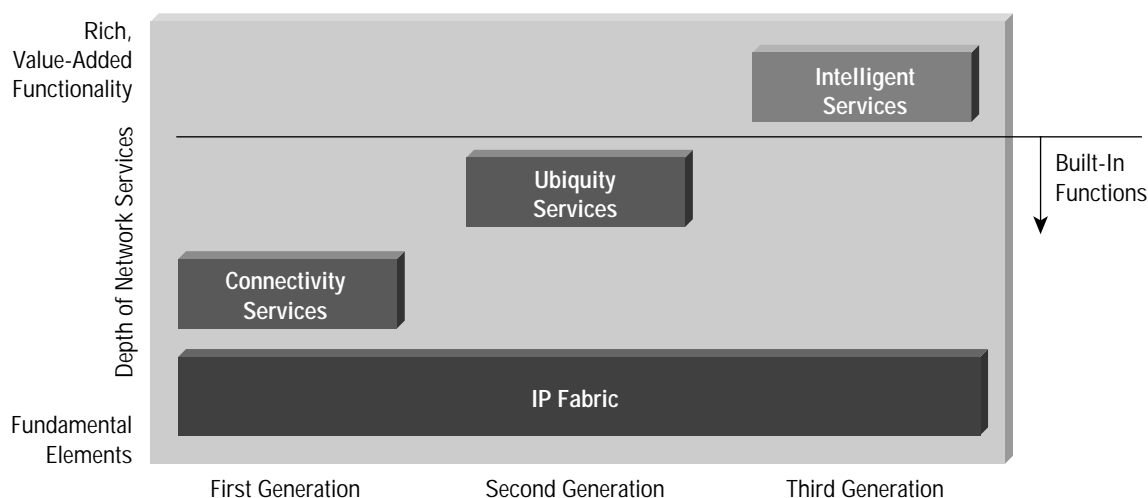 Rich,
Value-Added
Functionality
Intelligent
Services
Built-In
Functions
Ubiquity
Services
Depth of Network Services
Connectivity
Services
IP Fabric
Fundamental
Elements
First Generation
Second Generation
Third Generation